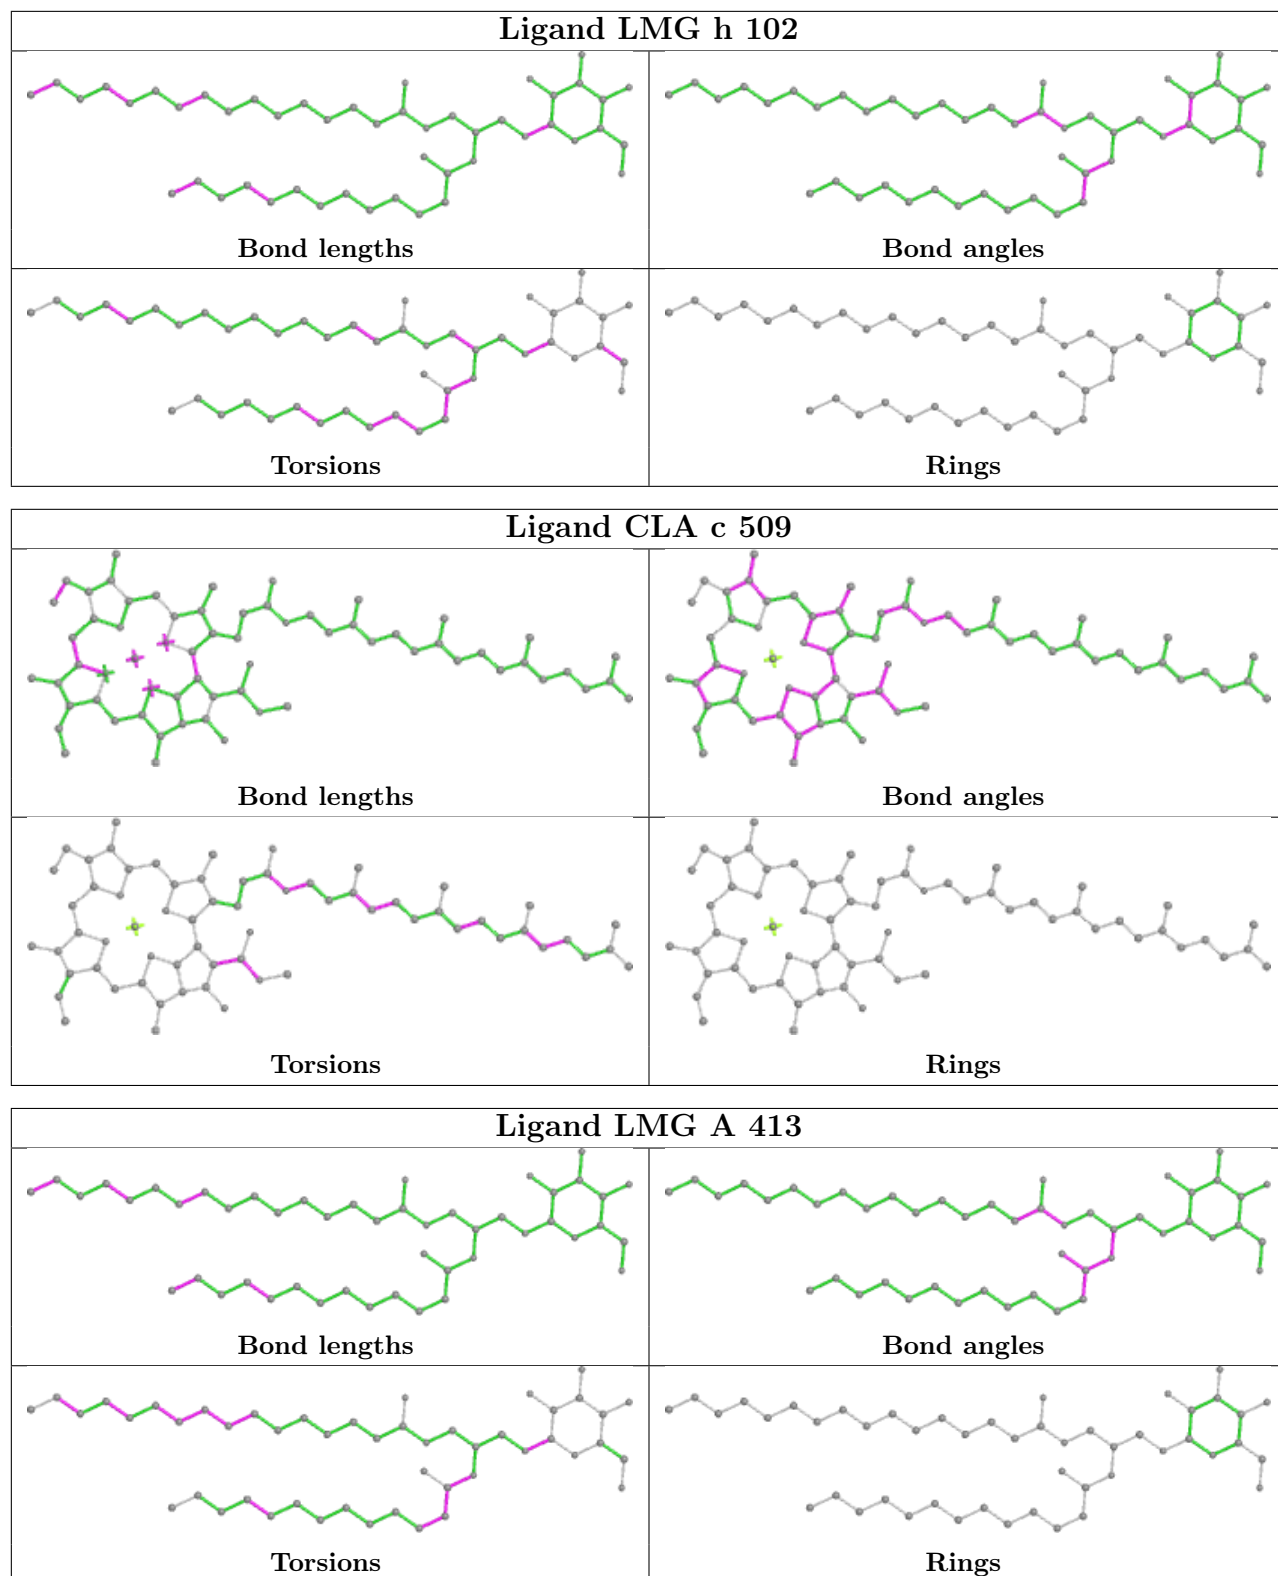 Ligand LMG h 102
Bond lengths
Bond angles
Torsions
Rings
Ligand CLA c 509
Bond lengths
Bond angles
Torsions
Rings
Ligand LMG A 413
Bond lengths
Bond angles
Torsions
Rings